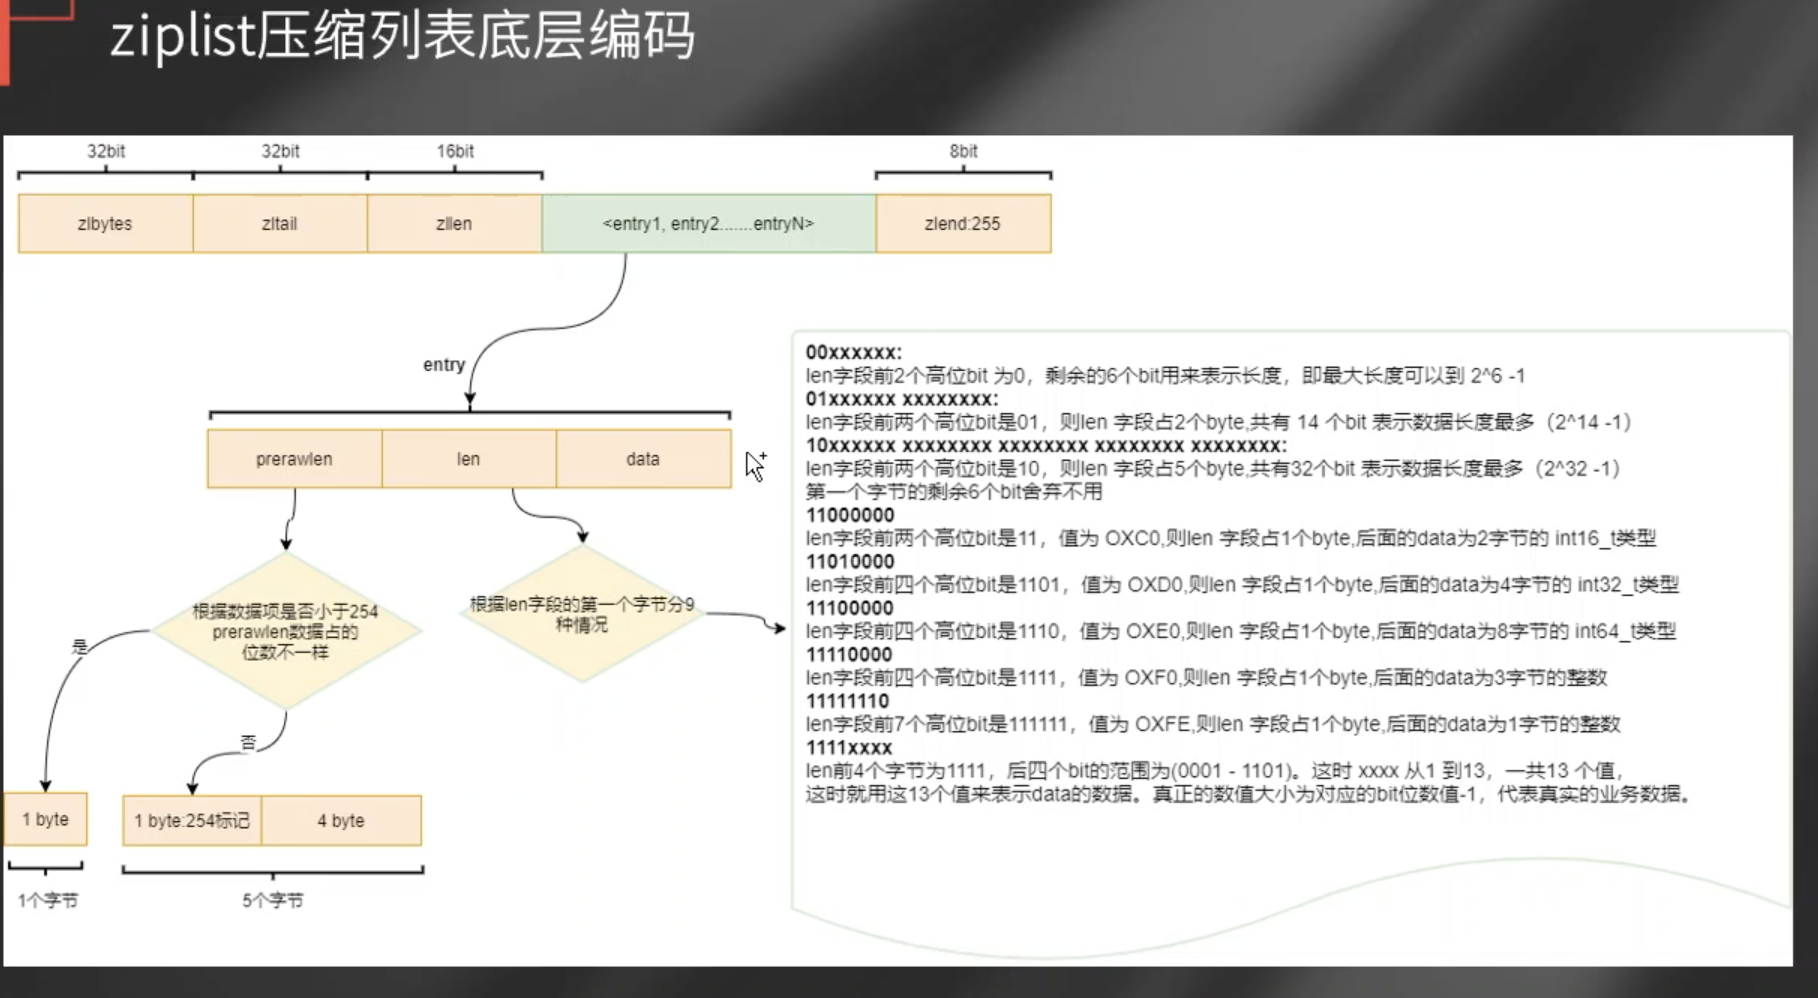 ziplist压缩列表底层编码
32bit
32bit
16bit
8bit
zlbytes
zltail
zllen
<entry1, entry2.......entryN>
zlend:255
entry
prerawlen
len
data
根据数据项是否小于254
prerawlen数据占的
位数不一样
根据len字段的第一个字节分9
种情况
是
否
1 byte
1 byte:254标记
4 byte
1个字节
5个字节
00xxxxxx:
len字段前2个高位bit 为0，剩余的6个bit用来表示长度，即最大长度可以到 2^6 -1
01xxxxxx xxxxxxxx:
len字段前两个高位bit是01，则len 字段占2个byte,共有 14 个bit 表示数据长度最多（2^14 -1）
10xxxxxx xxxxxxxx xxxxxxxx xxxxxxxx xxxxxxxx:
len字段前两个高位bit是10，则len 字段占5个byte,共有32个bit 表示数据长度最多（2^32 -1）
第一个字节的剩余6个bit舍弃不用
11000000
len字段前两个高位bit是11，值为 OXC0,则len 字段占1个byte,后面的data为2字节的 int16_t类型
11010000
len字段前四个高位bit是1101，值为 OXD0,则len 字段占1个byte,后面的data为4字节的 int32_t类型
11100000
len字段前四个高位bit是1110，值为 OXE0,则len 字段占1个byte,后面的data为8字节的 int64_t类型
11110000
len字段前四个高位bit是1111，值为 OXF0,则len 字段占1个byte,后面的data为3字节的整数
11111110
len字段前7个高位bit是111111，值为 OXFE,则len 字段占1个byte,后面的data为1字节的整数
1111xxxx
len前4个字节为1111，后四个bit的范围为(0001 - 1101)。这时 xxxx 从1 到13，一共13 个值，
这时就用这13个值来表示data的数据。真正的数值大小为对应的bit位数值-1，代表真实的业务数据。